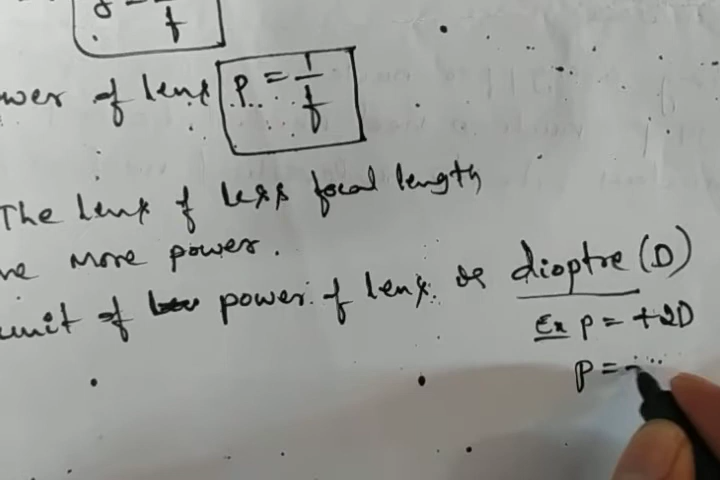 f
wer of lens P = 1/f
The lens of less focal length
ve more power.
unit of power of lens is dioptre (D)
Ex P = +2D
P = -